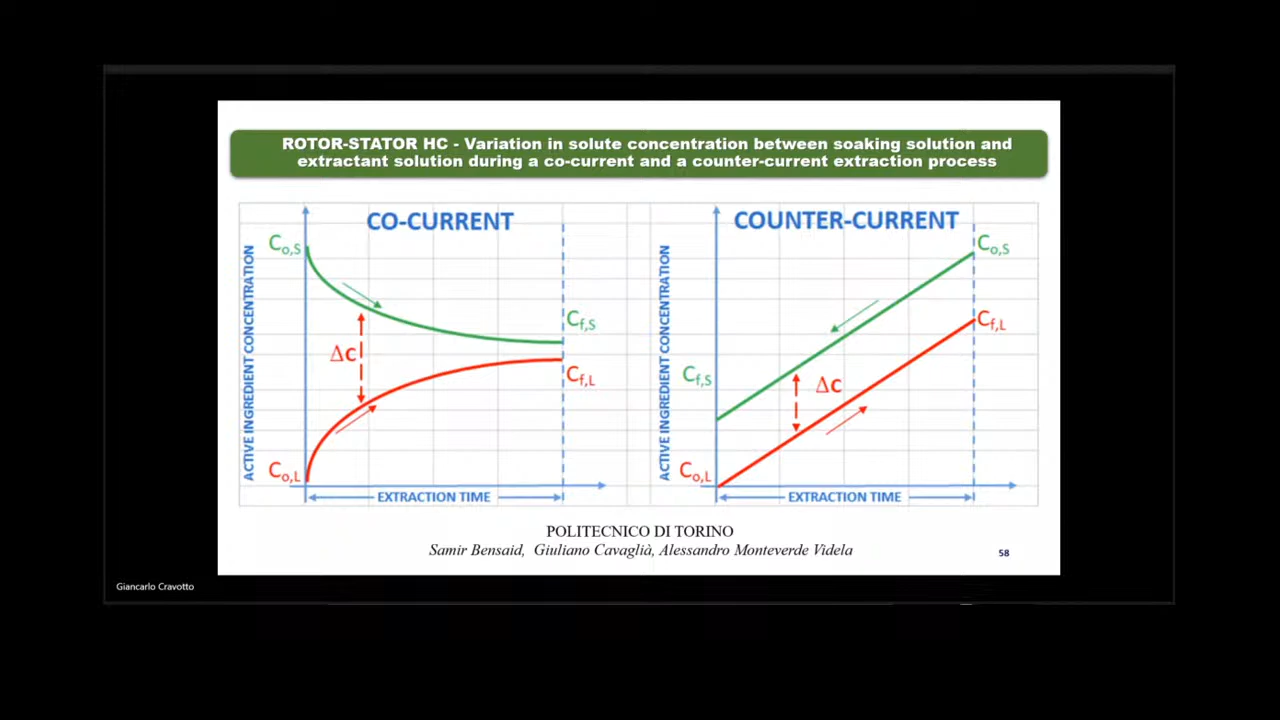 ROTOR-STATOR HC - Variation in solute concentration between soaking solution and
extractant solution during a co-current and a counter-current extraction process
CO-CURRENT
ACTIVE INGREDIENT CONCENTRATION
Co,S
Cf,S
ΔC
Cf,L
Co,L
EXTRACTION TIME
COUNTER-CURRENT
ACTIVE INGREDIENT CONCENTRATION
Co,S
Cf,L
Cf,S
ΔC
Co,L
EXTRACTION TIME
POLITECNICO DI TORINO
Samir Bensaid, Giuliano Cavaglià, Alessandro Monteverde Videla
58
Giancarlo Cravotto